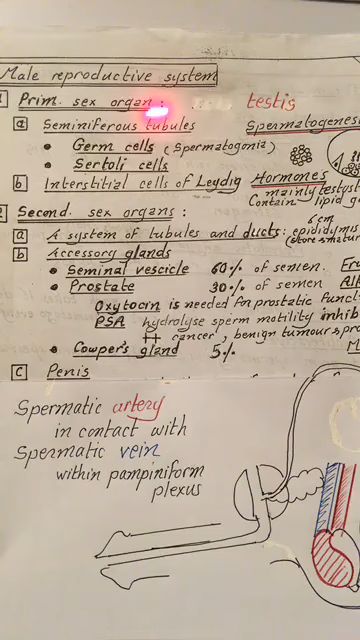 Male reproductive system
1 Prim. sex organ: testis
a Seminiferous tubules Spermatogenes
• Germ cells (Spermatogonia)
• Sertoli cells
b Interstitial cells of Leydig Hormones
mainly testost
Contain lipid g
2 Second. sex organs:
6 cm
a A system of tubules and ducts: epididymis
(store & matur
b Accessory glands
• Seminal vescicle 60% of semen. Fru
• Prostate 30% of semen Alk
Oxytocin is needed for prostatic funct
PSA hydrolyse sperm motility inhib
++ cancer, benign tumour & pro
• Cowper's gland 5% M
C Penis
Spermatic artery
in contact with
Spermatic vein
within pampiniform
plexus